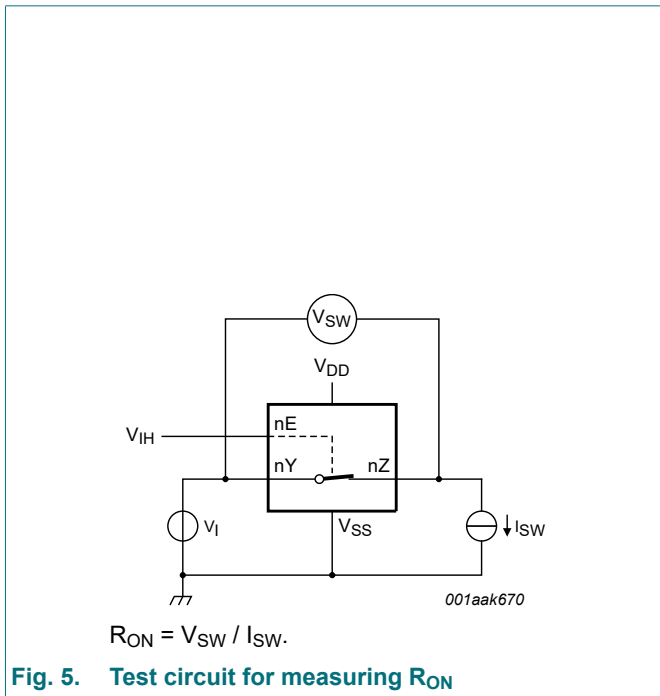 VSW
VDD
nE
VIH
nY nZ
VI
VSS
ISW
001aak670
RON = VSW / ISW.
Fig. 5. Test circuit for measuring RON